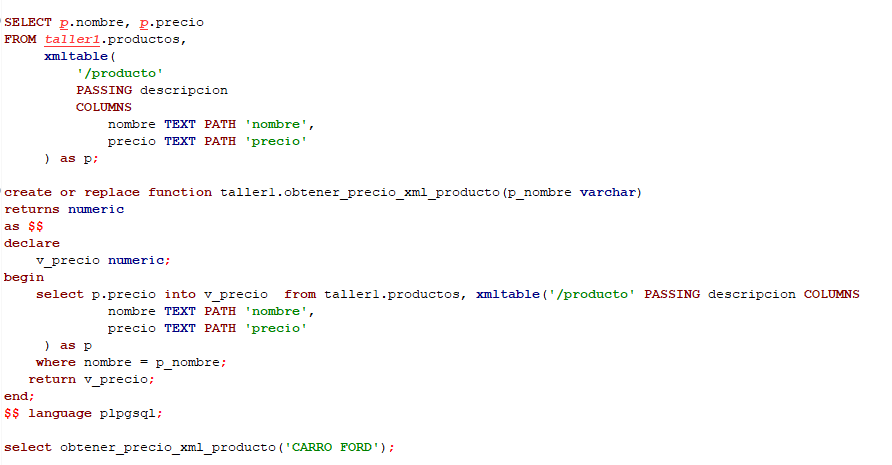 SELECT p.nombre, p.precio
FROM taller1.productos,
     xmltable(
         '/producto'
         PASSING descripcion
         COLUMNS
             nombre TEXT PATH 'nombre',
             precio TEXT PATH 'precio'
     ) as p;
create or replace function taller1.obtener_precio_xml_producto(p_nombre varchar)
returns numeric
as $$
declare
    v_precio numeric;
begin
    select p.precio into v_precio  from taller1.productos, xmltable('/producto' PASSING descripcion COLUMNS
             nombre TEXT PATH 'nombre',
             precio TEXT PATH 'precio'
     ) as p
    where nombre = p_nombre;
   return v_precio;
end;
$$ language plpgsql;
select obtener_precio_xml_producto('CARRO FORD');